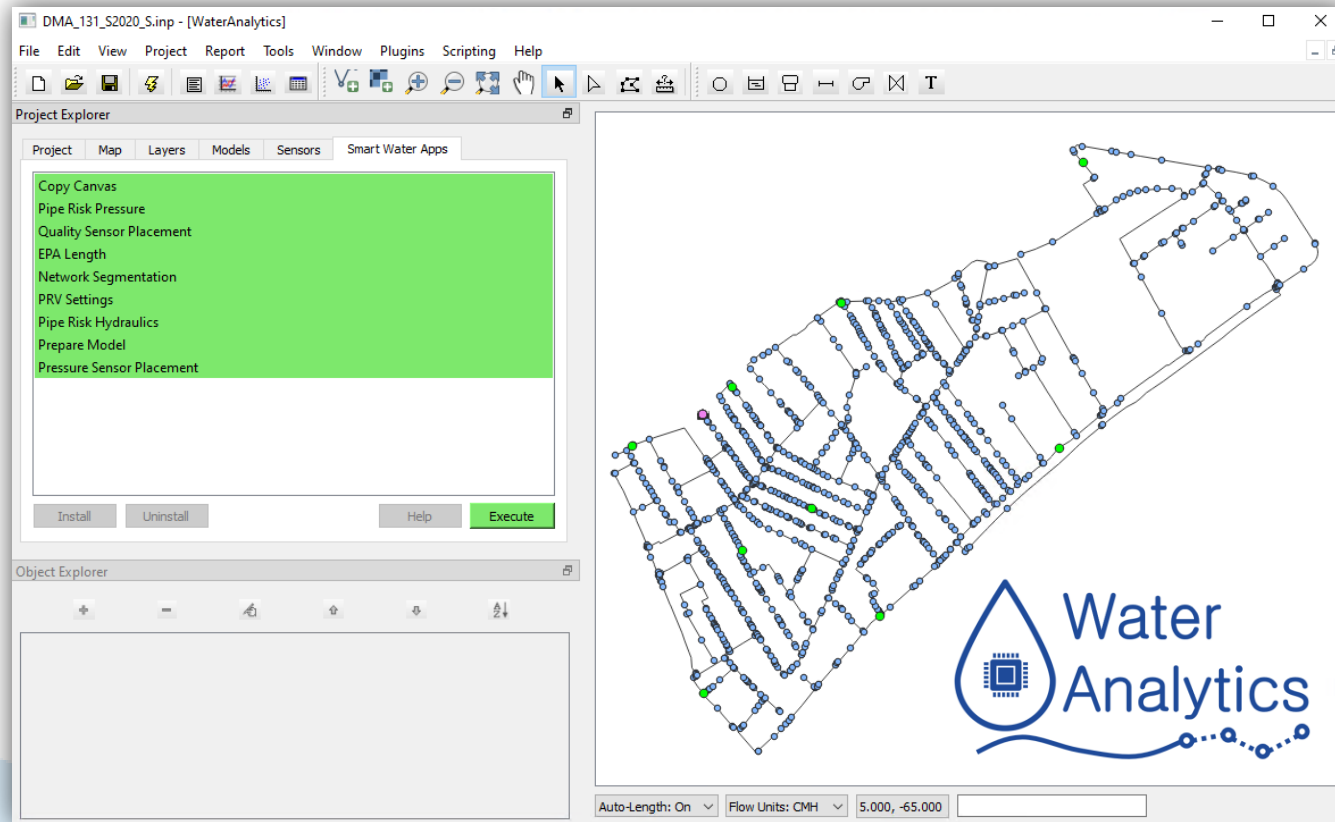 DMA_131_S2020_S.inp - [WaterAnalytics]
File Edit View Project Report Tools Window Plugins Scripting Help
T
Project Explorer
Project Map Layers Models Sensors Smart Water Apps
Copy Canvas
Pipe Risk Pressure
Quality Sensor Placement
EPA Length
Network Segmentation
PRV Settings
Pipe Risk Hydraulics
Prepare Model
Pressure Sensor Placement
Install Uninstall Help Execute
Object Explorer
A
Z
Water
Analytics
Auto-Length: On Flow Units: CMH 5.000, -65.000